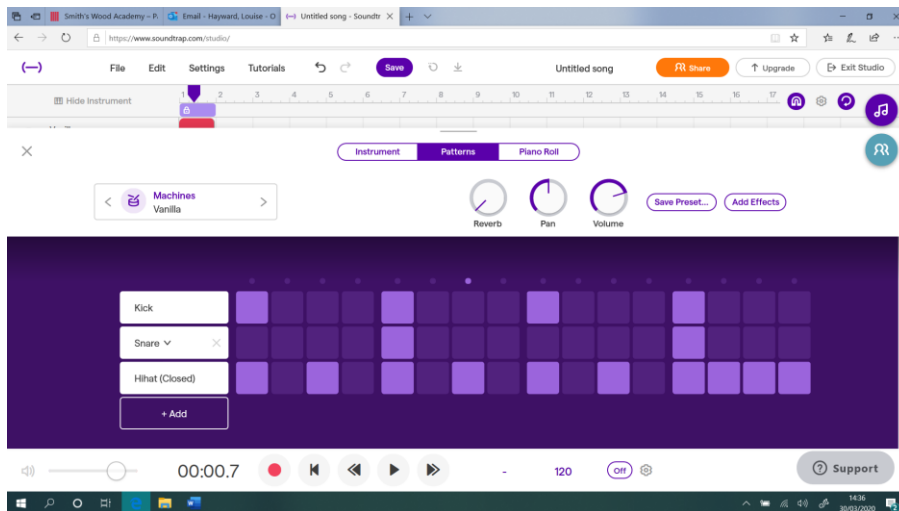 Smith's Wood Academy – Pa
Email - Hayward, Louise - O
Untitled song - Soundtr
https://www.soundtrap.com/studio/
File Edit Settings Tutorials Save Untitled song Share Upgrade Exit Studio
Hide Instrument 1 2 3 4 5 6 7 8 9 10 11 12 13 14 15 16 17
Instrument Patterns Piano Roll
Machines
Vanilla
Reverb Pan Volume Save Preset... Add Effects
Kick
Snare
Hihat (Closed)
+ Add
00:00.7 - 120 Off Support
14:36
30/03/2020